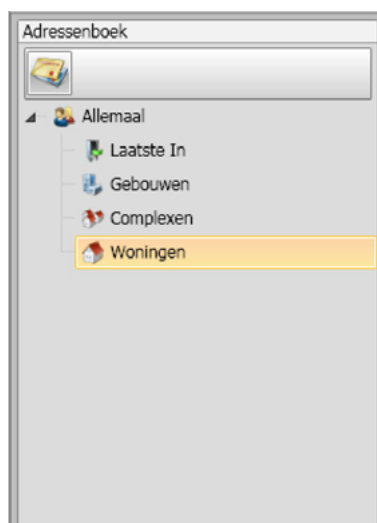 Adressenboek
Allemaal
Laatste In
Gebouwen
Complexen
Woningen